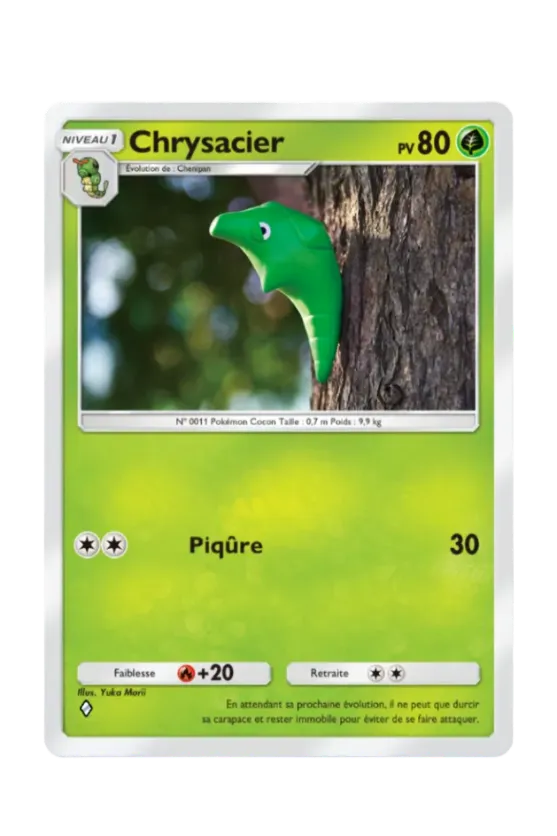 NIVEAU 1 Chrysacier PV 80
Évolution de : Chenipan
N° 0011 Pokémon Cocon Taille : 0,7 m Poids : 9,9 kg
Piqûre 30
Faiblesse +20 Retraite
Illus. Yuka Morii
En attendant sa prochaine évolution, il ne peut que durcir
sa carapace et rester immobile pour éviter de se faire attaquer.